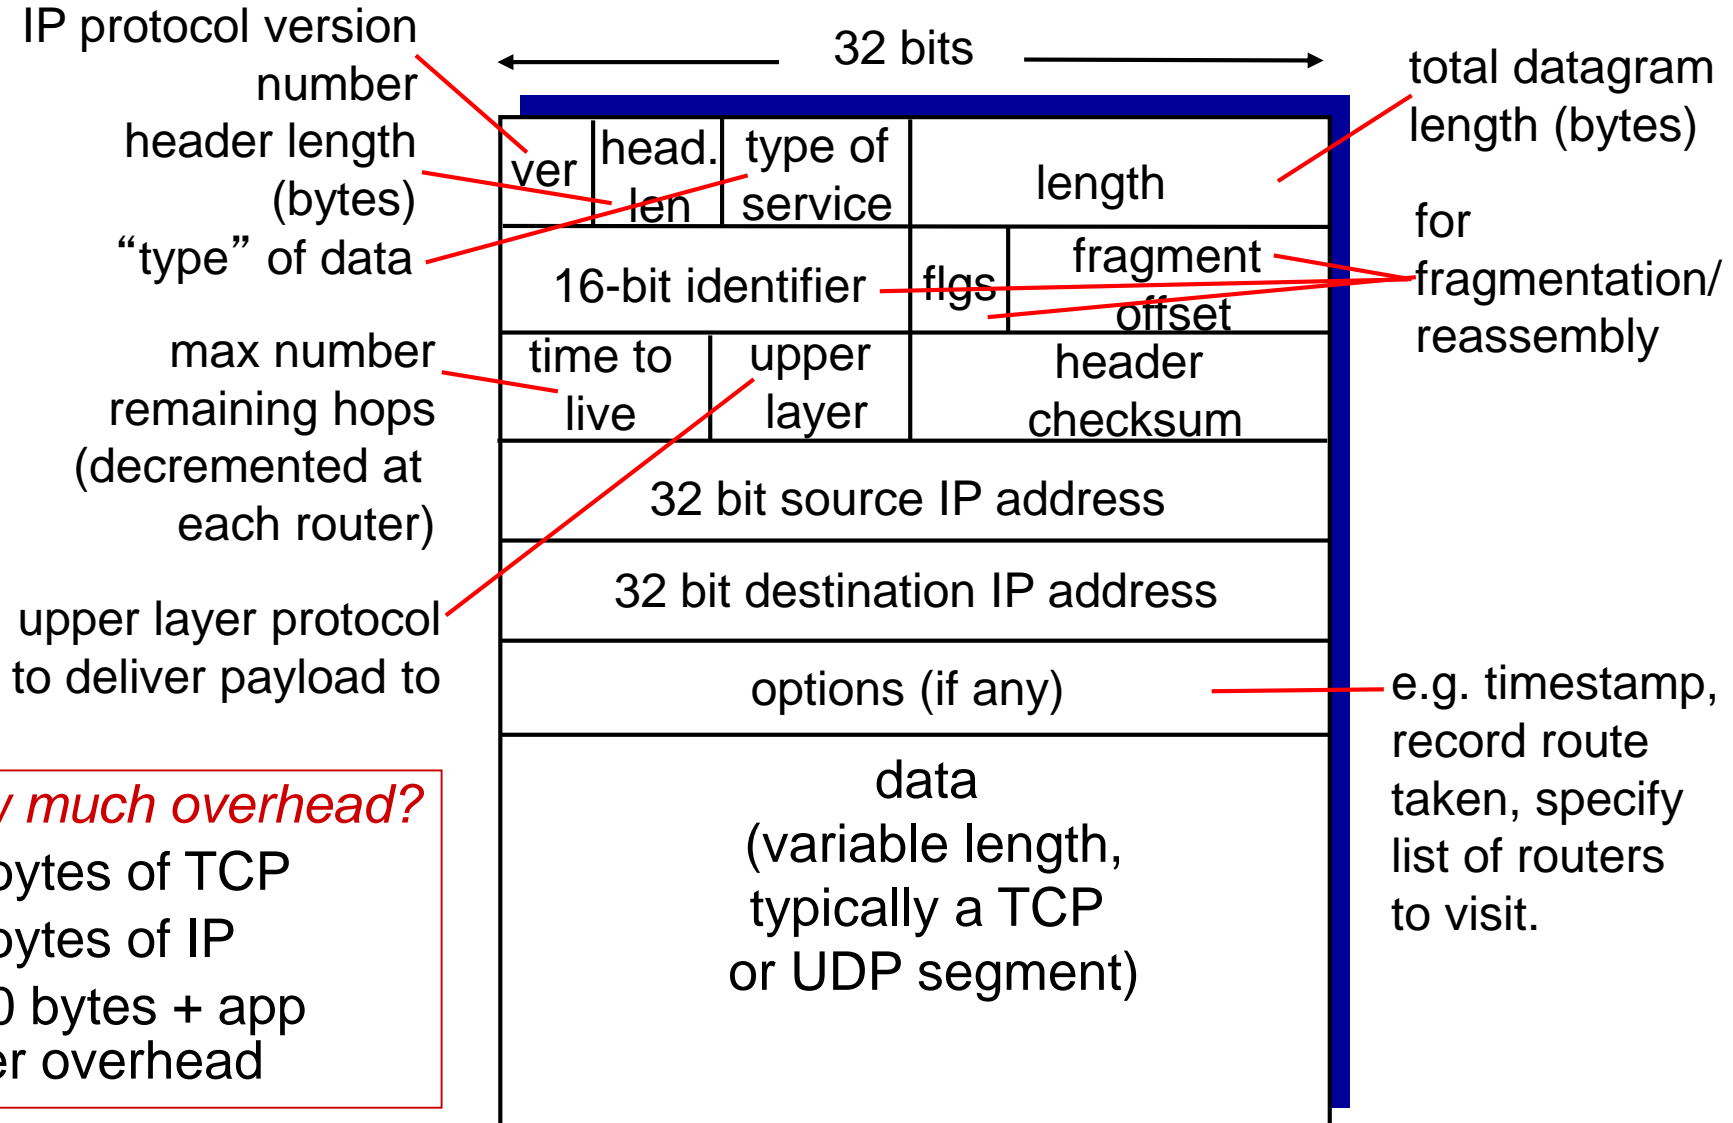 IP protocol version
number
header length
(bytes)
“type” of data
max number
remaining hops
(decremented at
each router)
upper layer protocol
to deliver payload to
much overhead?
bytes of TCP
bytes of IP
bytes + app
overhead
32 bits
ver
head.
len
type of
service
length
16-bit identifier
flgs
fragment
offset
time to
live
upper
layer
header
checksum
32 bit source IP address
32 bit destination IP address
options (if any)
data
(variable length,
typically a TCP
or UDP segment)
total datagram
length (bytes)
for
fragmentation/
reassembly
e.g. timestamp,
record route
taken, specify
list of routers
to visit.